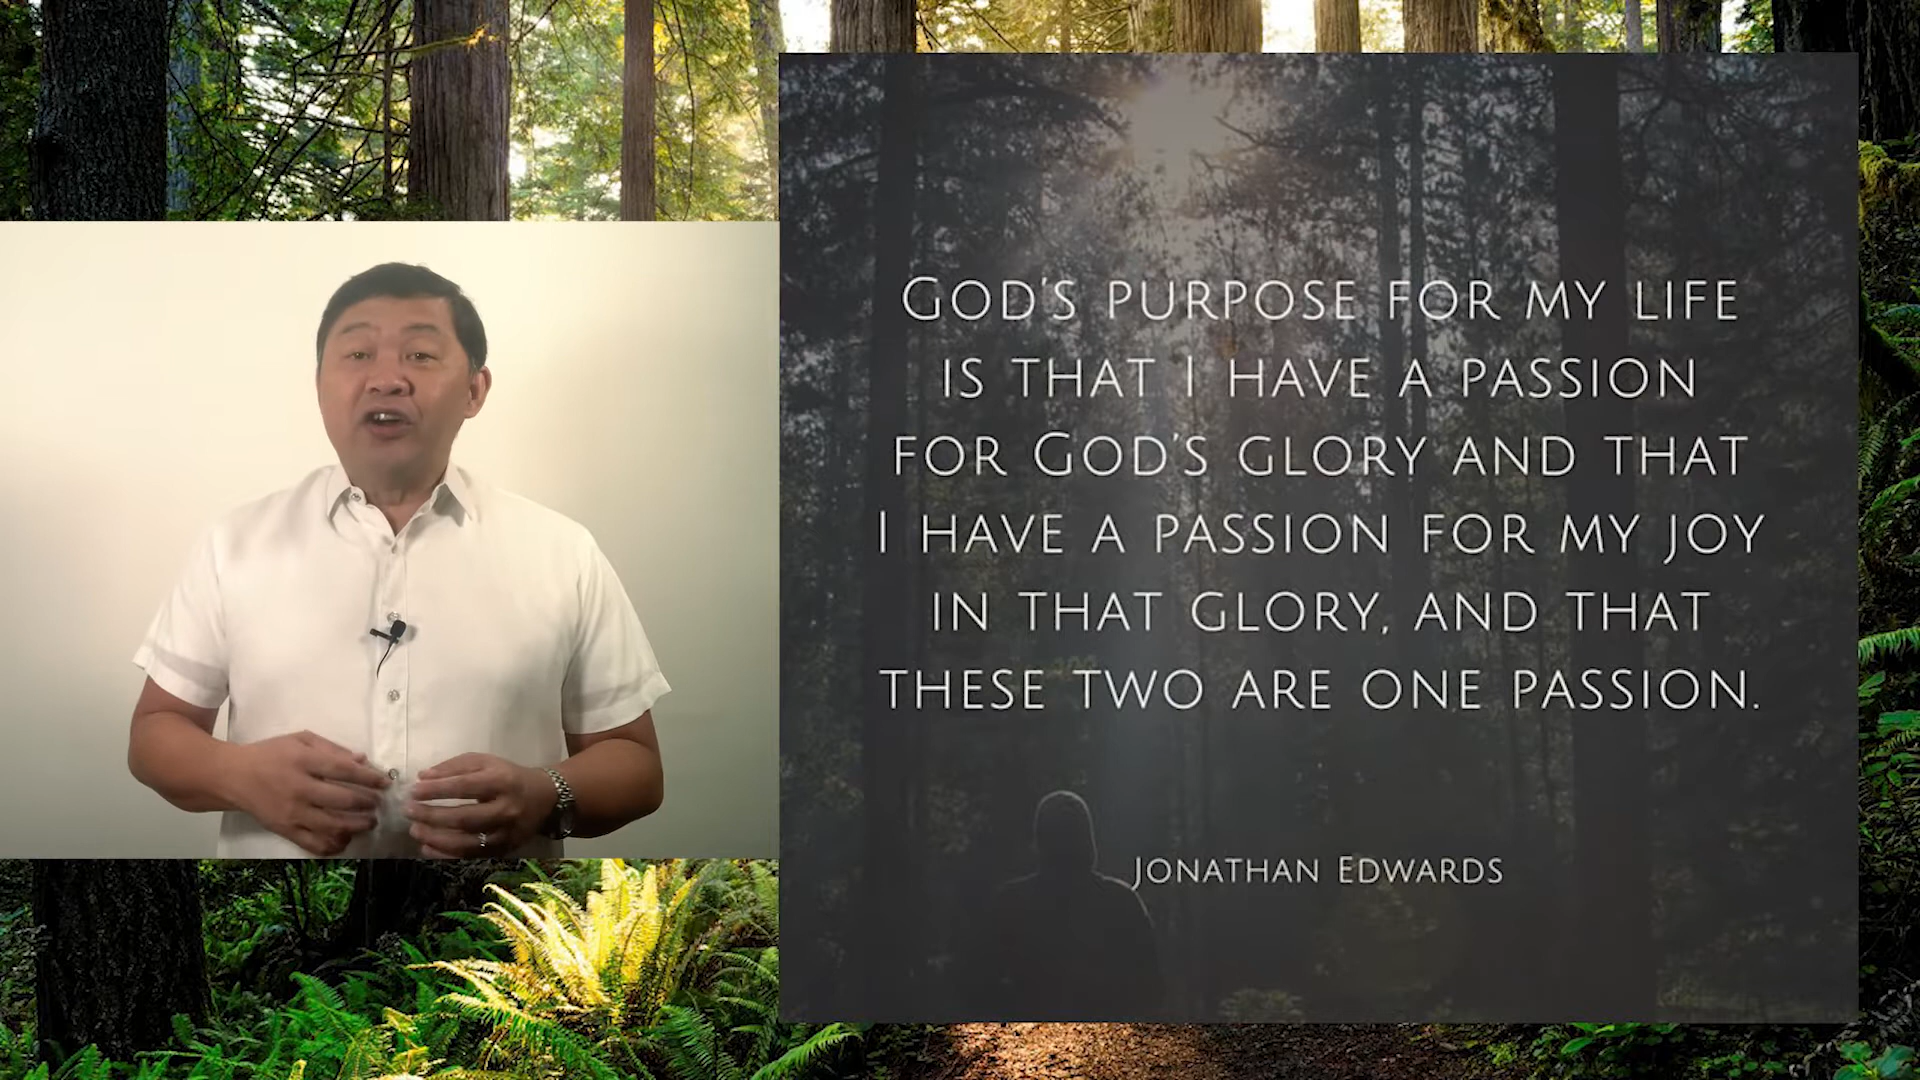 God's purpose for my life
is that I have a passion
for God's glory and that
I have a passion for my joy
in that glory, and that
these two are one passion.
Jonathan Edwards